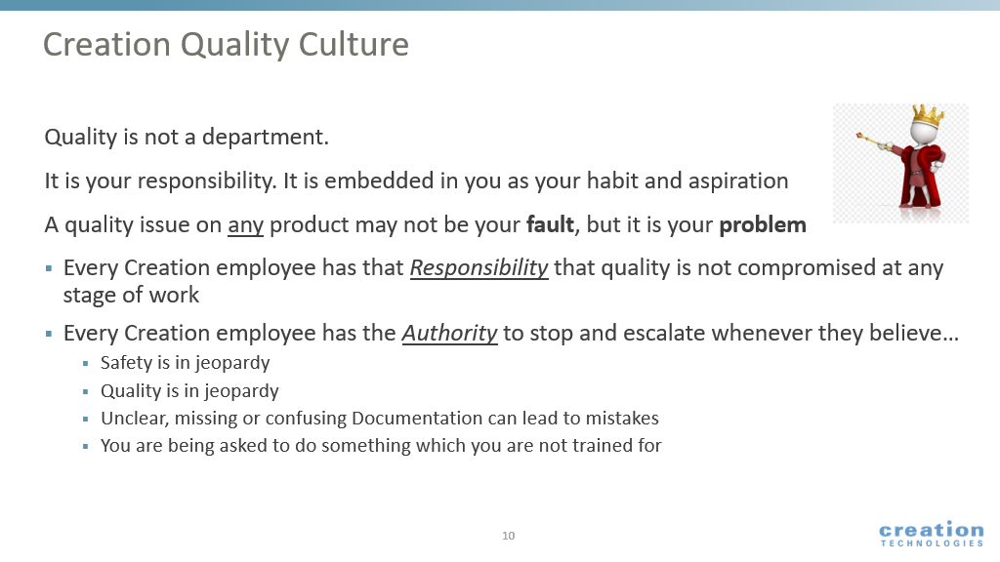 Creation Quality Culture
Quality is not a department.
It is your responsibility. It is embedded in you as your habit and aspiration
A quality issue on any product may not be your fault, but it is your problem
Every Creation employee has that Responsibility that quality is not compromised at any
stage of work
Every Creation employee has the Authority to stop and escalate whenever they believe…
Safety is in jeopardy
Quality is in jeopardy
Unclear, missing or confusing Documentation can lead to mistakes
You are being asked to do something which you are not trained for
10
creation
TECHNOLOGIES